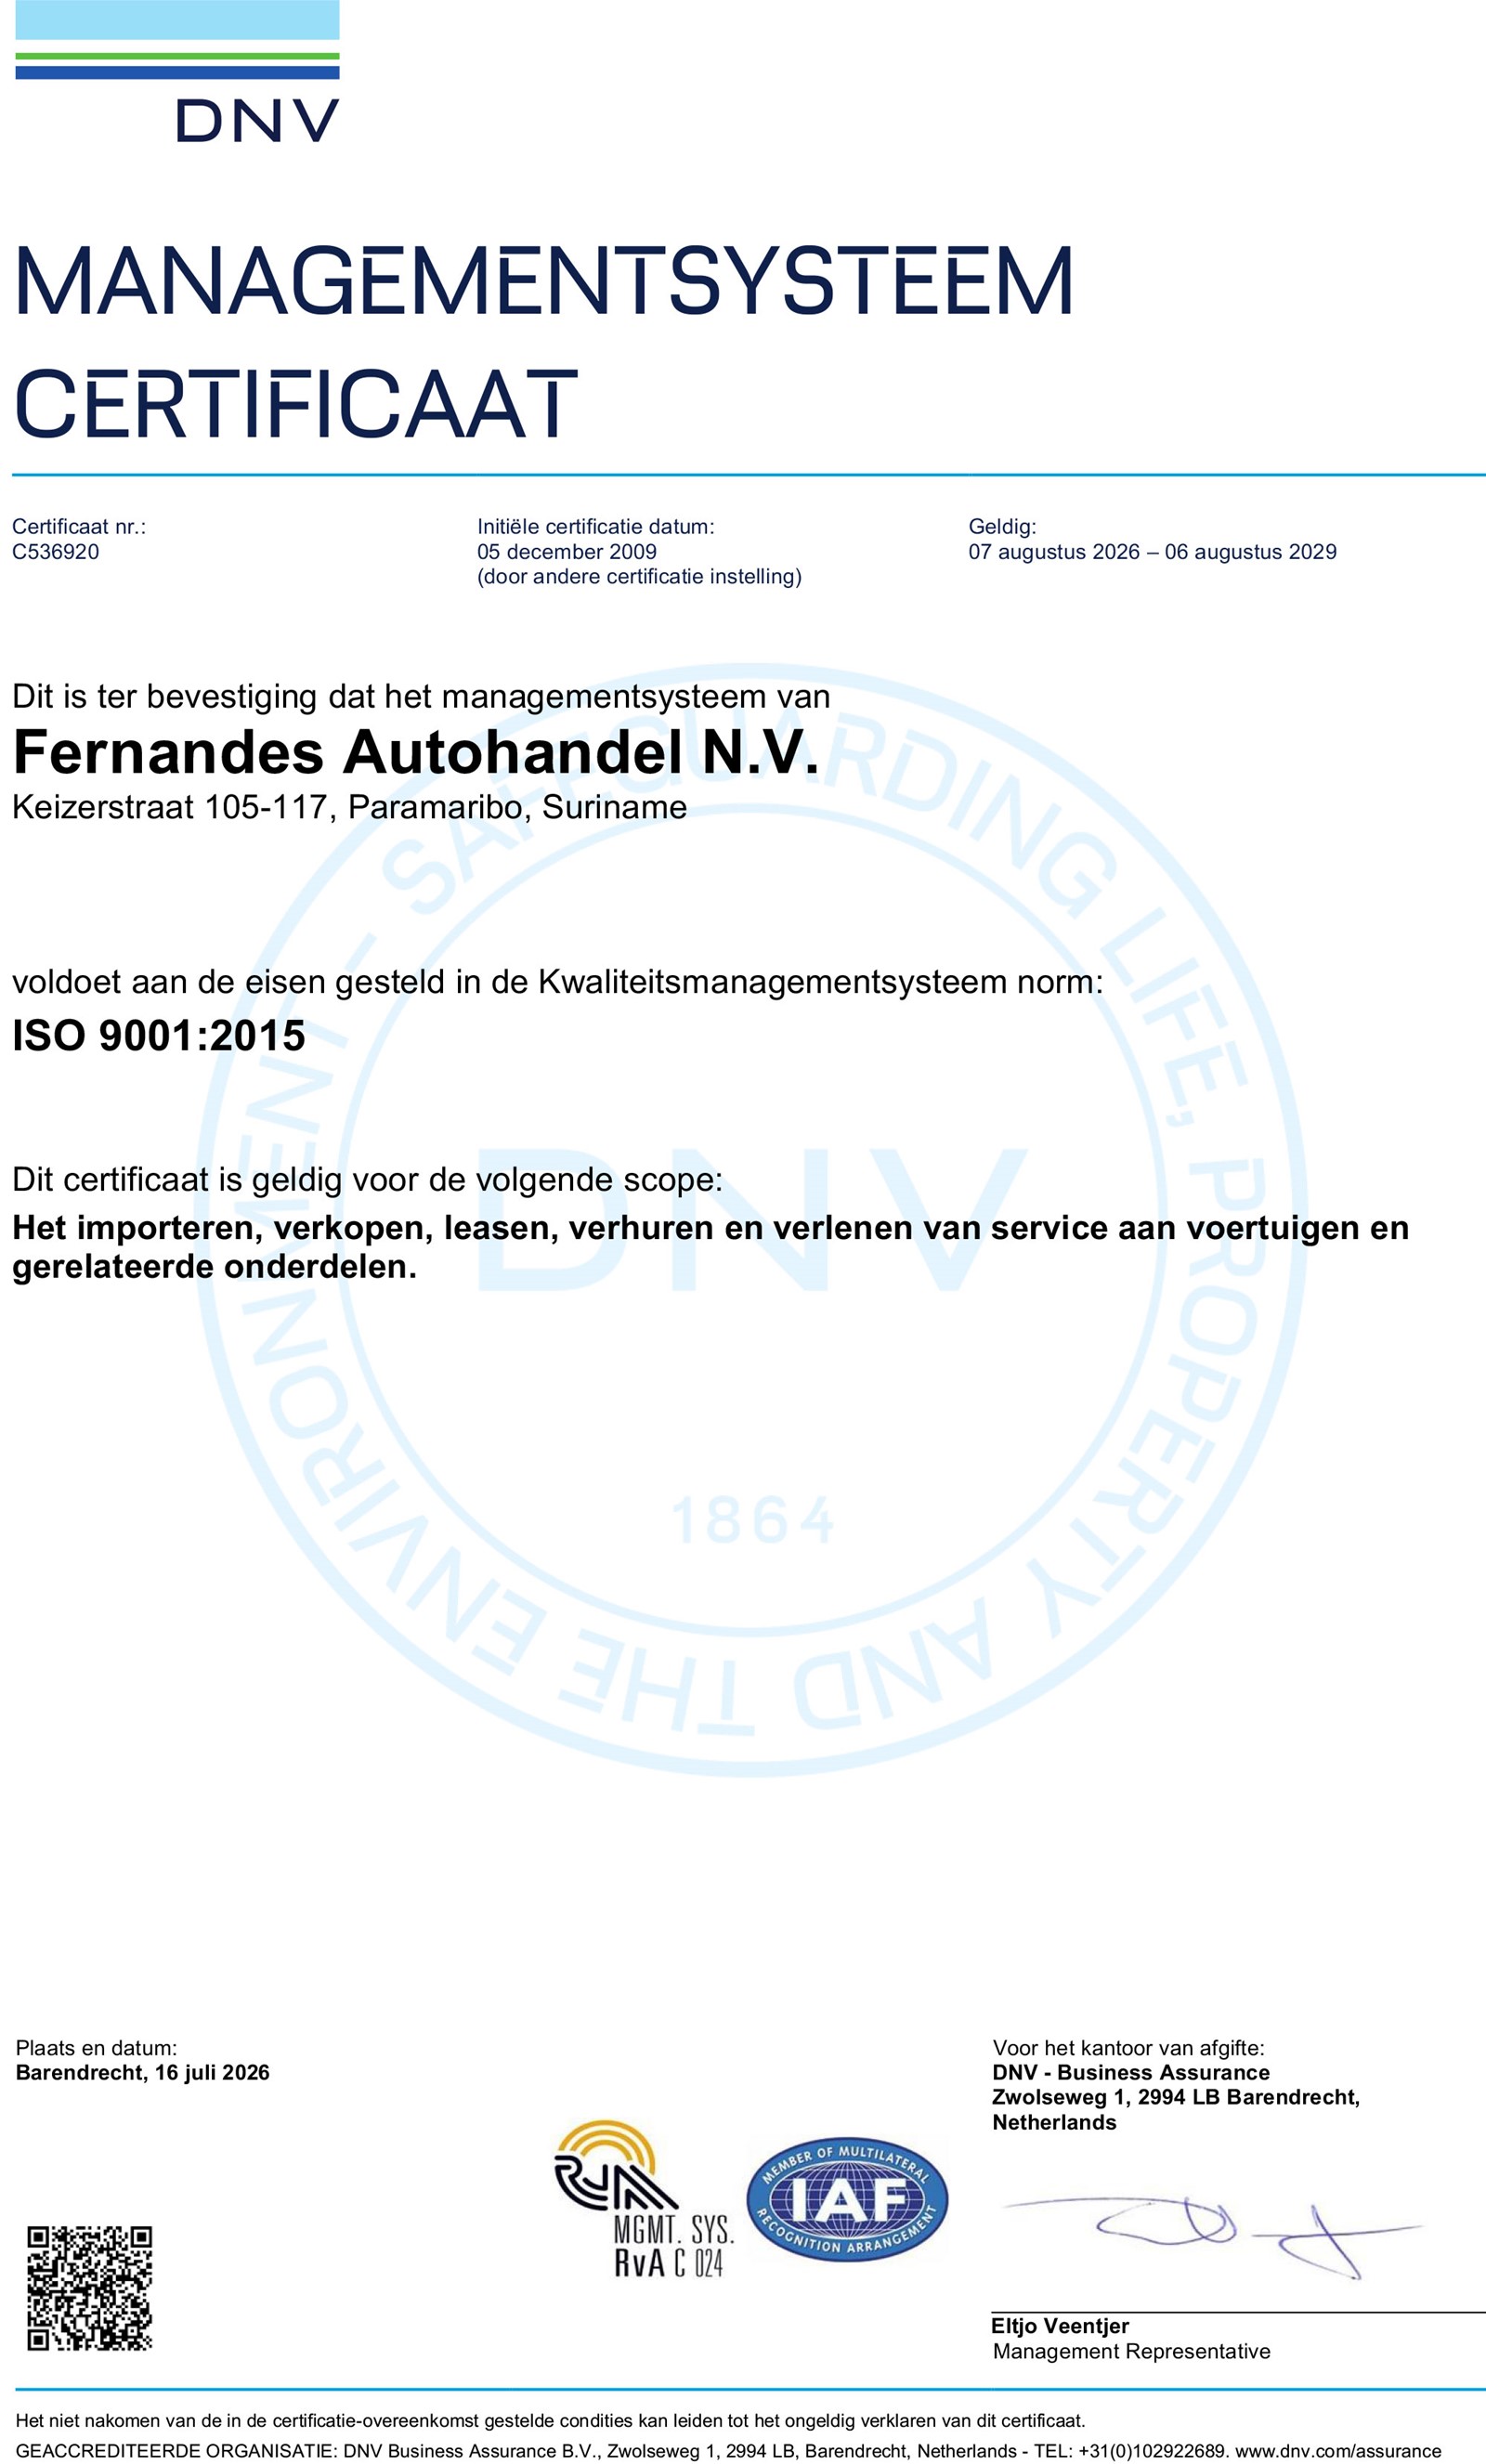 DNV
MANAGEMENTSYSTEEM
CERTIFICAAT
Certificaat nr.:
C536920
Initiële certificatie datum:
05 december 2009
(door andere certificatie instelling)
Geldig:
07 augustus 2026 – 06 augustus 2029
Dit is ter bevestiging dat het managementsysteem van
Fernandes Autohandel N.V.
Keizerstraat 105-117, Paramaribo, Suriname
voldoet aan de eisen gesteld in de Kwaliteitsmanagementsysteem norm:
ISO 9001:2015
Dit certificaat is geldig voor de volgende scope:
Het importeren, verkopen, leasen, verhuren en verlenen van service aan voertuigen en
gerelateerde onderdelen.
SAFEGUARDING LIFE, PROPERTY AND THE ENVIRONMENT –
DNV
1864
Plaats en datum:
Barendrecht, 16 juli 2026
MGMT. SYS.
RvA C 024
MEMBER OF MULTILATERAL
IAF
RECOGNITION ARRANGEMENT
Voor het kantoor van afgifte:
DNV - Business Assurance
Zwolseweg 1, 2994 LB Barendrecht,
Netherlands
Eltjo Veentjer
Management Representative
Het niet nakomen van de in de certificatie-overeenkomst gestelde condities kan leiden tot het ongeldig verklaren van dit certificaat.
GEACCREDITEERDE ORGANISATIE: DNV Business Assurance B.V., Zwolseweg 1, 2994 LB, Barendrecht, Netherlands - TEL: +31(0)102922689. www.dnv.com/assurance